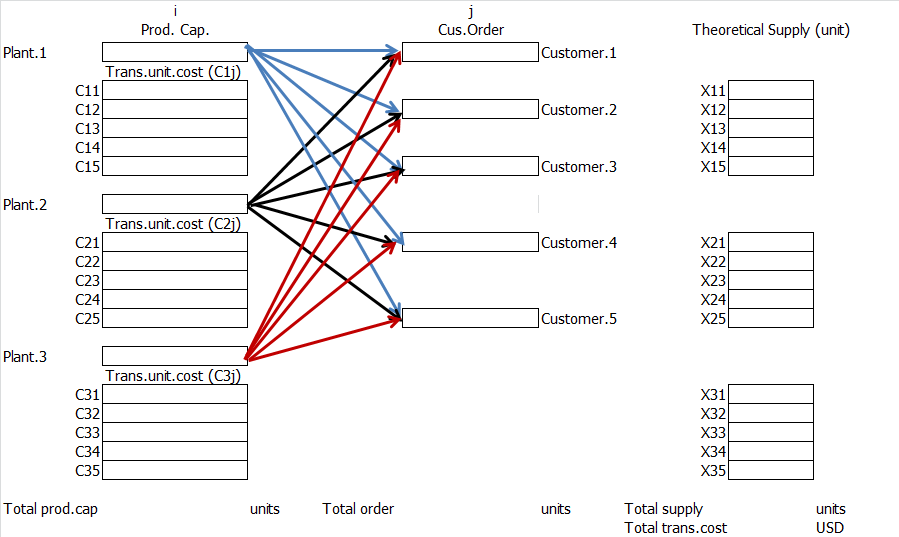 i j
Prod. Cap. Cus.Order Theoretical Supply (unit)
Plant.1 Customer.1
Trans.unit.cost (C1j)
C11 X11
C12 Customer.2 X12
C13 X13
C14 X14
C15 Customer.3 X15
Plant.2
Trans.unit.cost (C2j)
C21 Customer.4 X21
C22 X22
C23 X23
C24 X24
C25 Customer.5 X25
Plant.3
Trans.unit.cost (C3j)
C31 X31
C32 X32
C33 X33
C34 X34
C35 X35
Total prod.cap units Total order units Total supply units
Total trans.cost USD